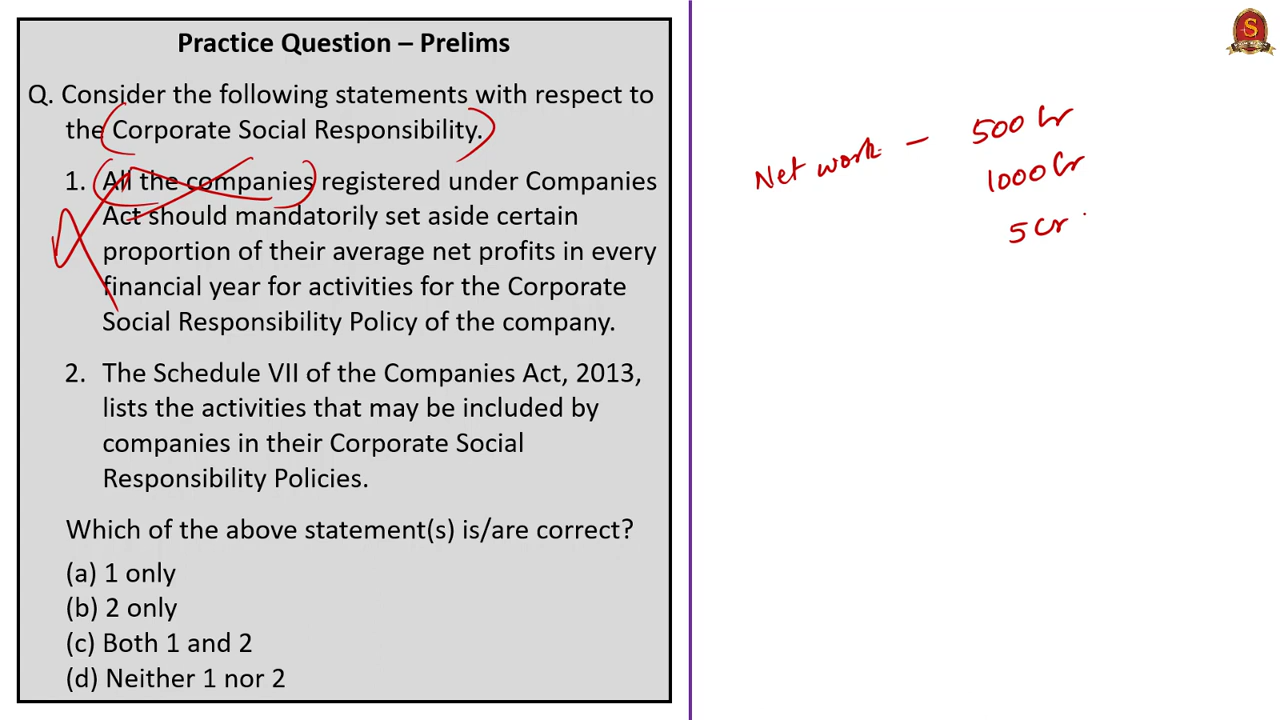 Practice Question – Prelims
Q. Consider the following statements with respect to
the Corporate Social Responsibility.
1. All the companies registered under Companies
Act should mandatorily set aside certain
proportion of their average net profits in every
financial year for activities for the Corporate
Social Responsibility Policy of the company.
2. The Schedule VII of the Companies Act, 2013,
lists the activities that may be included by
companies in their Corporate Social
Responsibility Policies.
Which of the above statement(s) is/are correct?
(a) 1 only
(b) 2 only
(c) Both 1 and 2
(d) Neither 1 nor 2
Net work – 500 Cr
1000 Cr
5 Cr
S